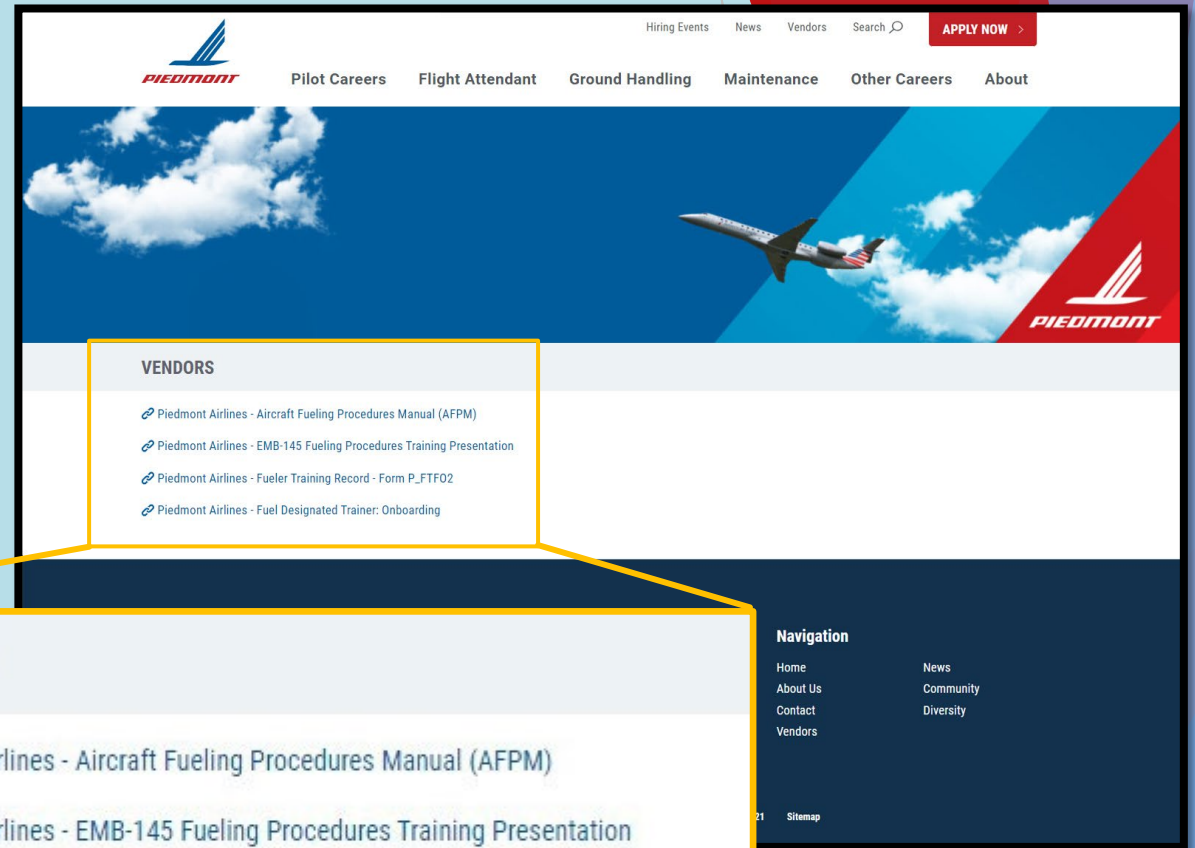 Hiring Events News Vendors Search APPLY NOW >
PIEDMONT
Pilot Careers Flight Attendant Ground Handling Maintenance Other Careers About
PIEDMONT
VENDORS
Piedmont Airlines - Aircraft Fueling Procedures Manual (AFPM)
Piedmont Airlines - EMB-145 Fueling Procedures Training Presentation
Piedmont Airlines - Fueler Training Record - Form P_FTFO2
Piedmont Airlines - Fuel Designated Trainer: Onboarding
Navigation
Home News
About Us Community
Contact Diversity
Vendors
rlines - Aircraft Fueling Procedures Manual (AFPM)
rlines - EMB-145 Fueling Procedures Training Presentation
21 Sitemap